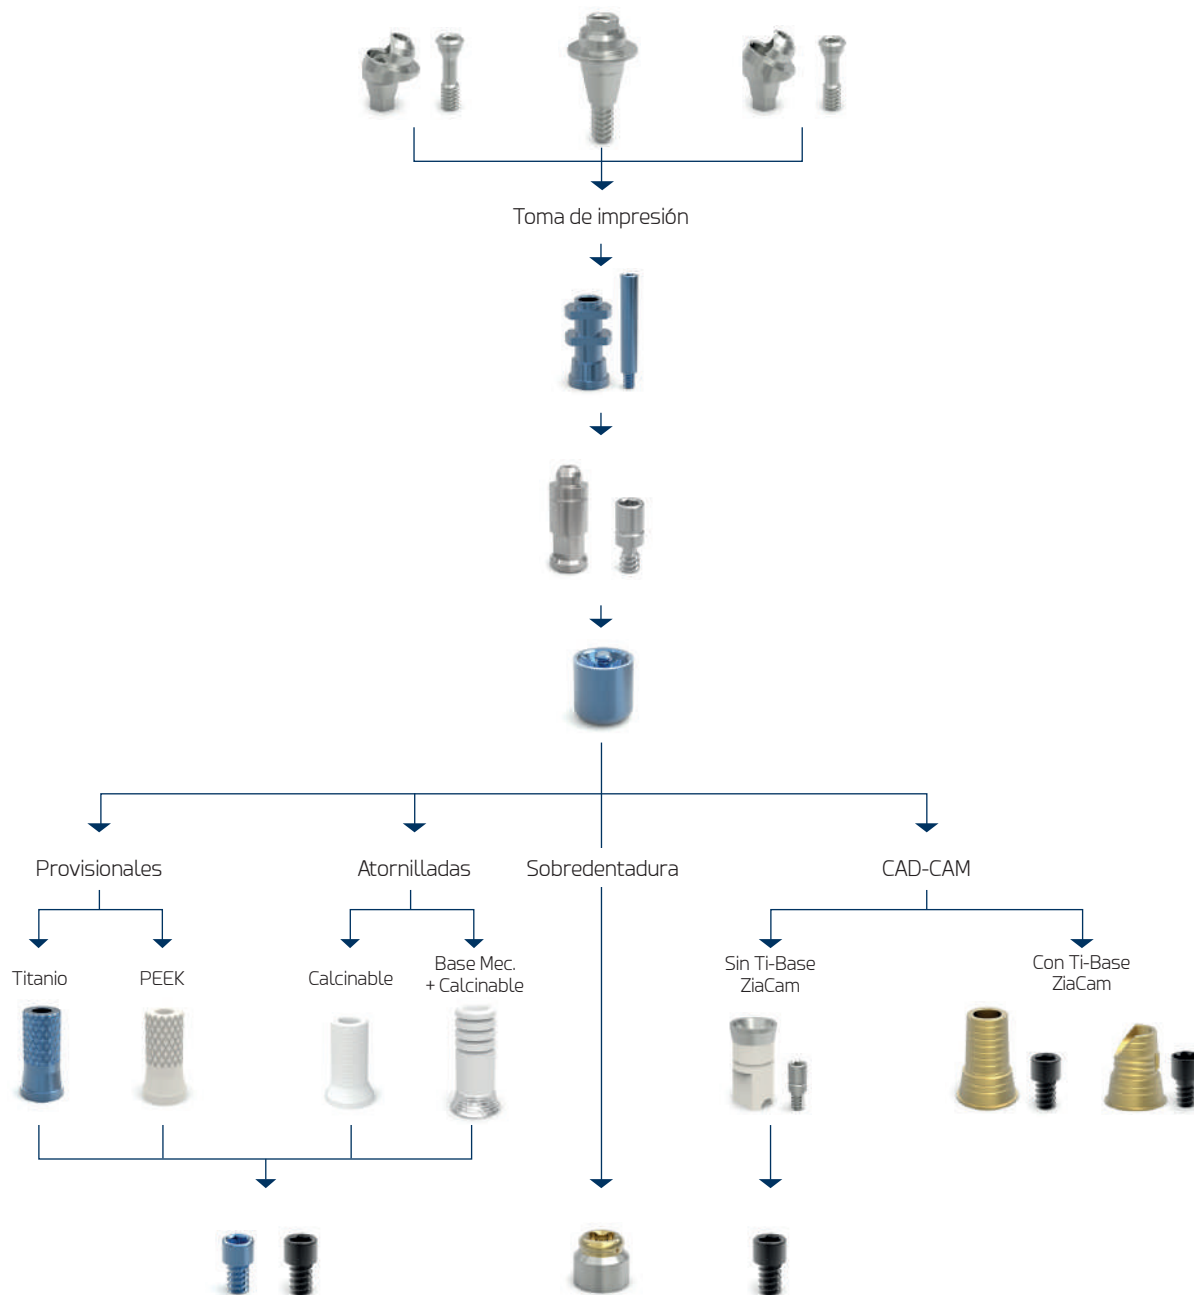 Toma de impresión
Provisionales
Atornilladas
Sobredentadura
CAD-CAM
Titanio
PEEK
Calcinable
Base Mec.
+ Calcinable
Sin Ti-Base
ZiaCam
Con Ti-Base
ZiaCam